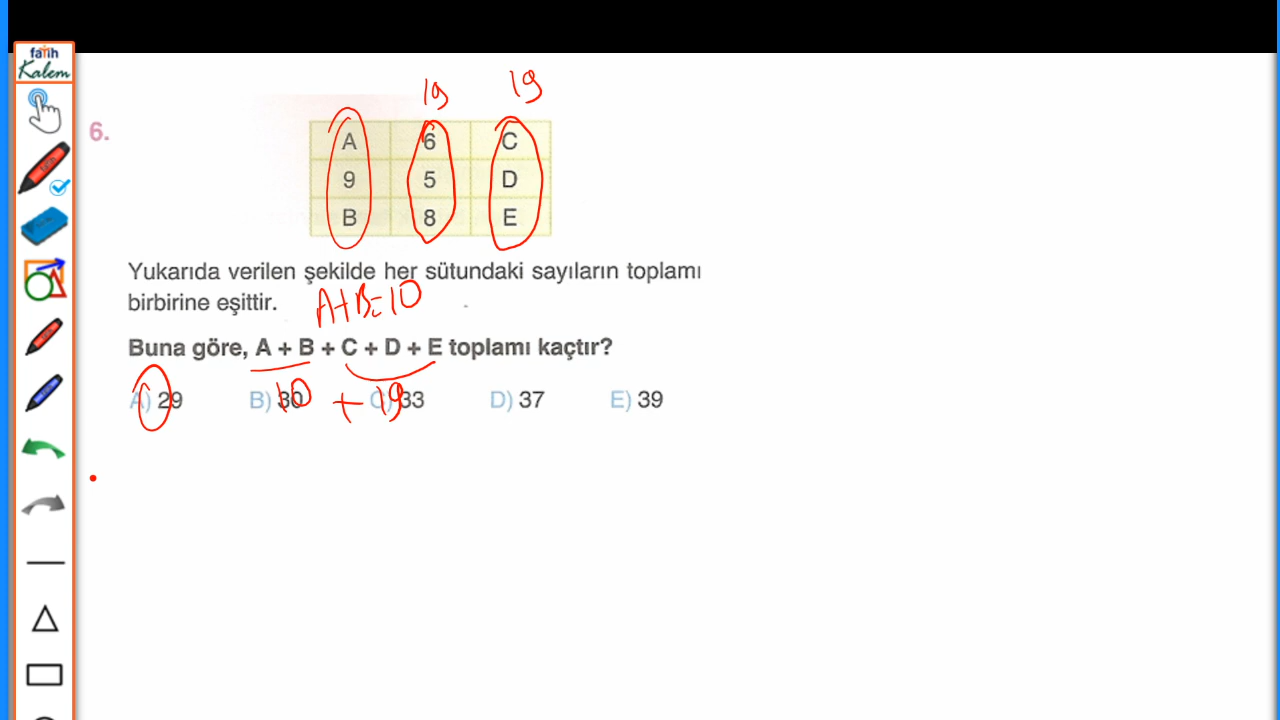 fatih
Kalem
19 19
6.
A 6 C
9 5 D
B 8 E
Yukarıda verilen şekilde her sütundaki sayıların toplamı
birbirine eşittir.
A+B=10
Buna göre, A + B + C + D + E toplamı kaçtır?
A) 29 B) 30 C) 33 D) 37 E) 39
10 + 19